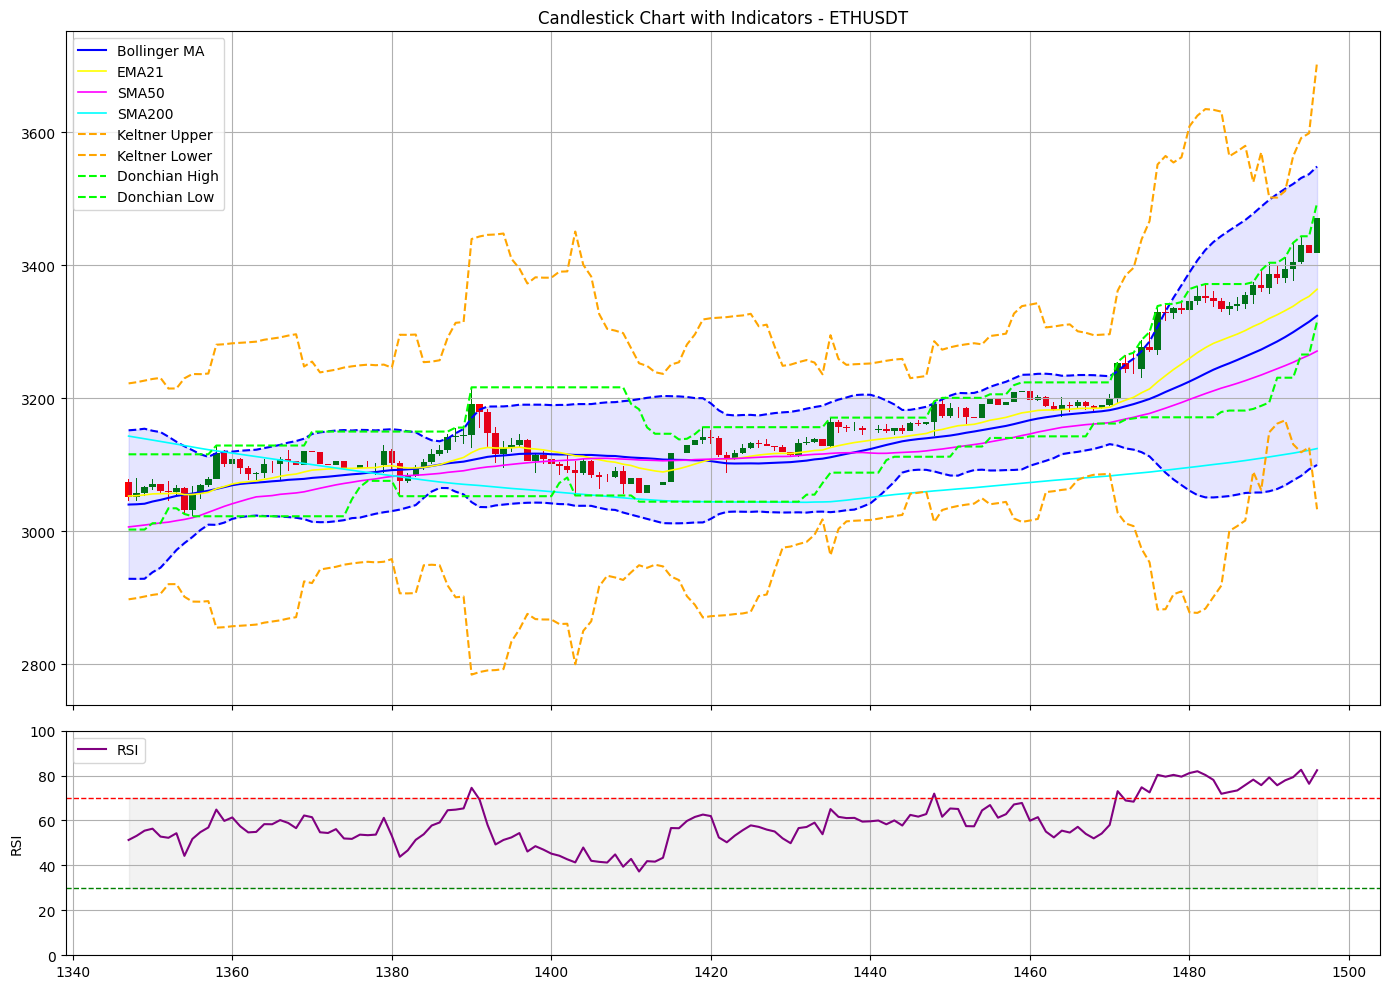 Candlestick Chart with Indicators - ETHUSDT
Bollinger MA
EMA21
SMA50
SMA200
Keltner Upper
Keltner Lower
Donchian High
Donchian Low
3600
3400
3200
3000
2800
RSI
100
80
60
40
20
0
RSI
1340
1360
1380
1400
1420
1440
1460
1480
1500